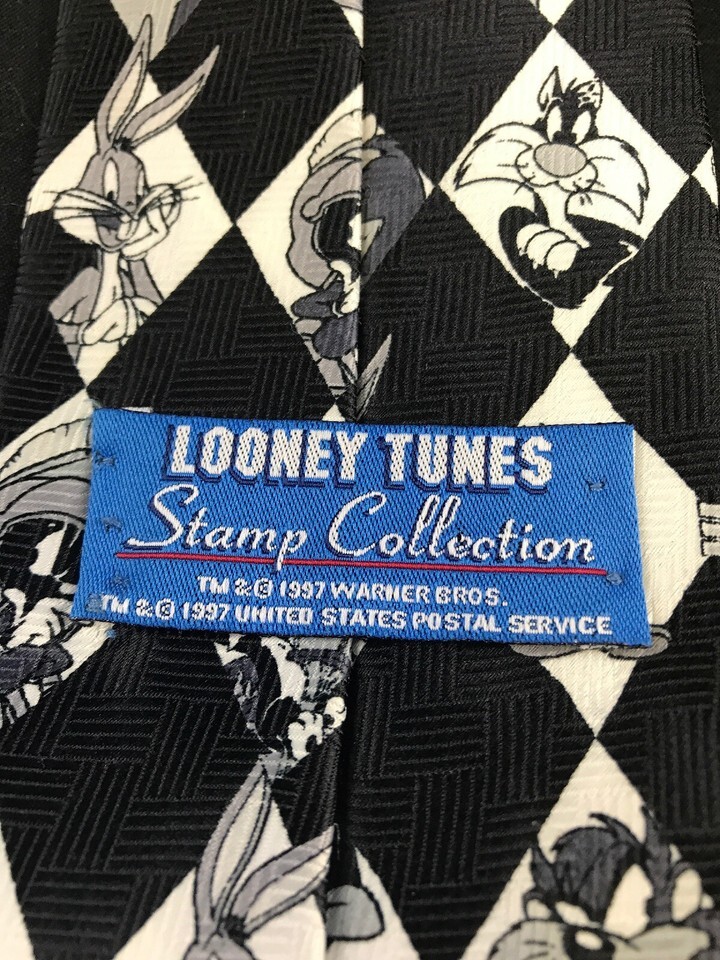 LOONEY TUNES
Stamp Collection
TM & © 1997 WARNER BROS.
TM & © 1997 UNITED STATES POSTAL SERVICE